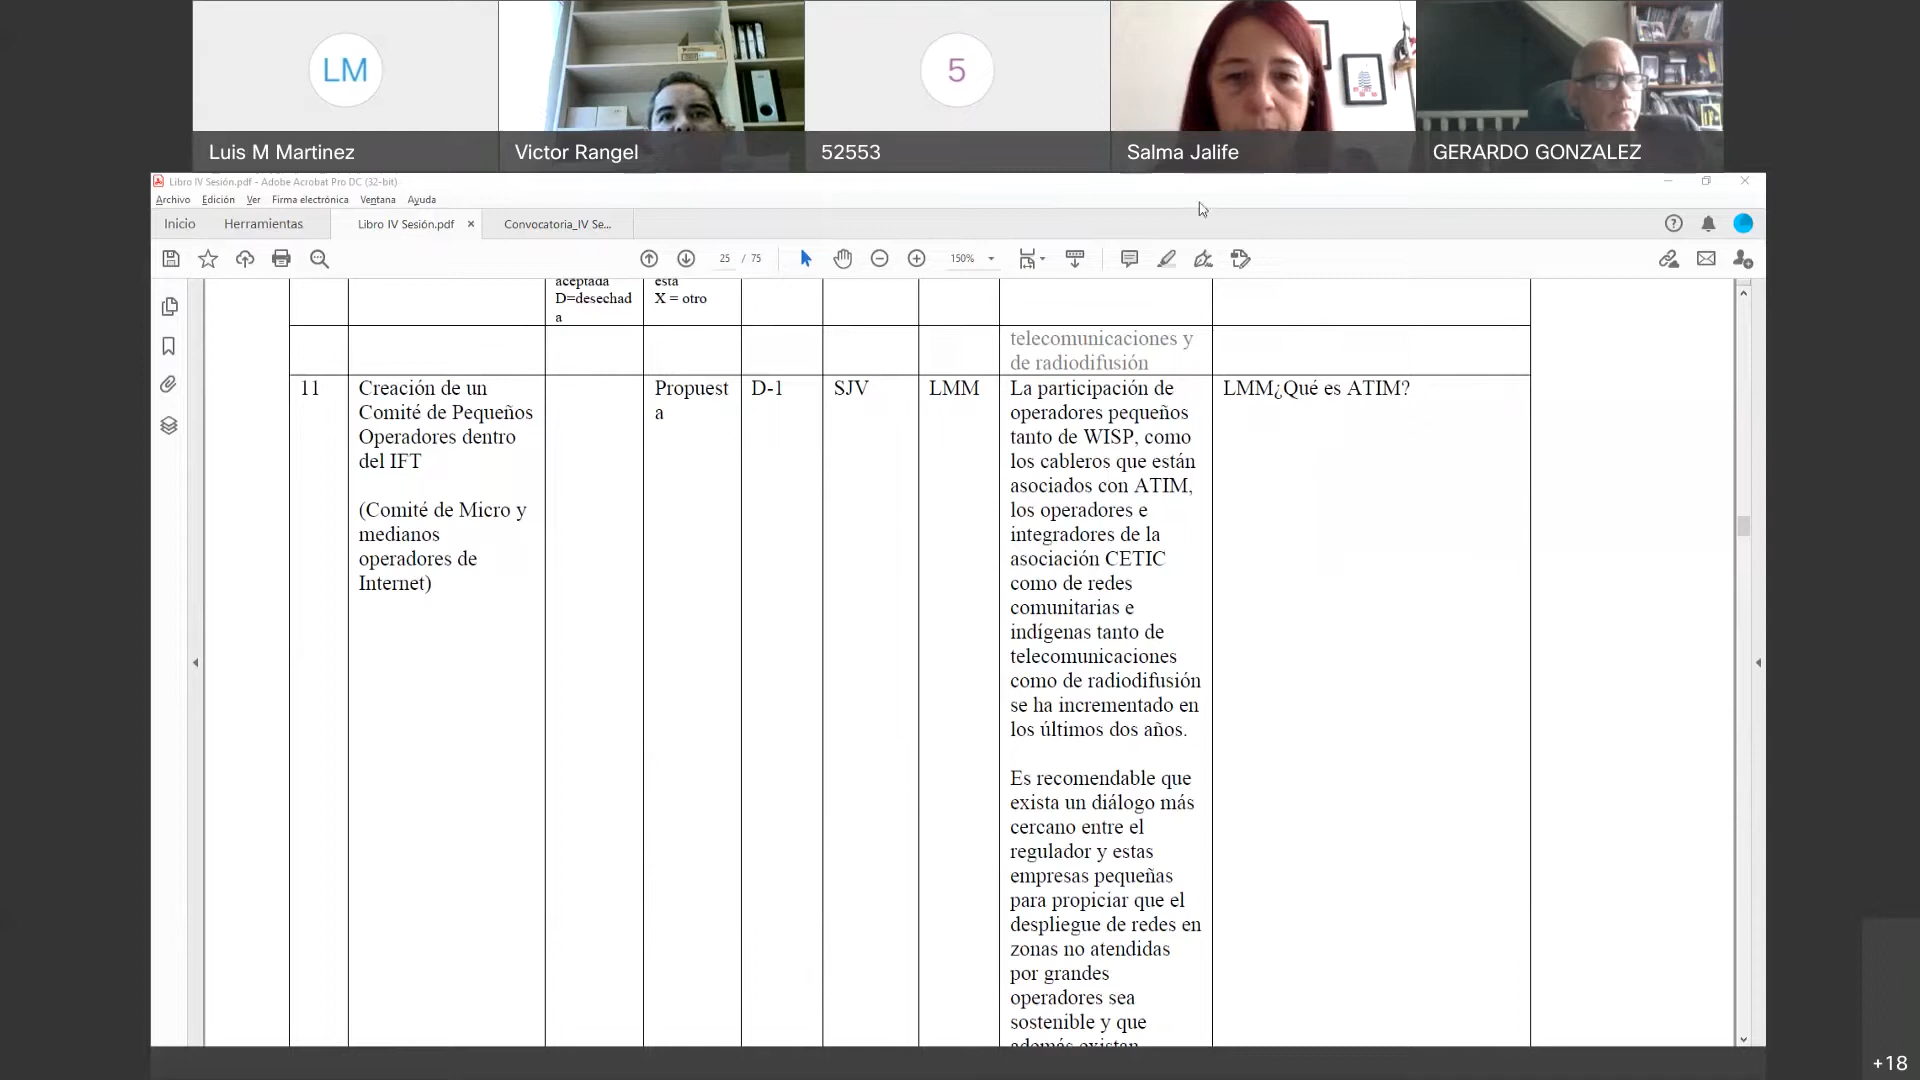 LM
5
Luis M Martinez
Victor Rangel
52553
Salma Jalife
GERARDO GONZALEZ
Libro IV Sesión.pdf - Adobe Acrobat Pro DC (32-bit)
Archivo Edición Ver Firma electrónica Ventana Ayuda
Inicio Herramientas Libro IV Sesión.pdf × Convocatoria_IV Se...
25 / 75 150%
aceptada
D=desechad
a
esta
X = otro
telecomunicaciones y
de radiodifusión
11
Creación de un
Comité de Pequeños
Operadores dentro
del IFT
(Comité de Micro y
medianos
operadores de
Internet)
Propuest
a
D-1
SJV
LMM
La participación de
operadores pequeños
tanto de WISP, como
los cableros que están
asociados con ATIM,
los operadores e
integradores de la
asociación CETIC
como de redes
comunitarias e
indígenas tanto de
telecomunicaciones
como de radiodifusión
se ha incrementado en
los últimos dos años.
Es recomendable que
exista un diálogo más
cercano entre el
regulador y estas
empresas pequeñas
para propiciar que el
despliegue de redes en
zonas no atendidas
por grandes
operadores sea
sostenible y que
además existan
LMM¿Qué es ATIM?
+18